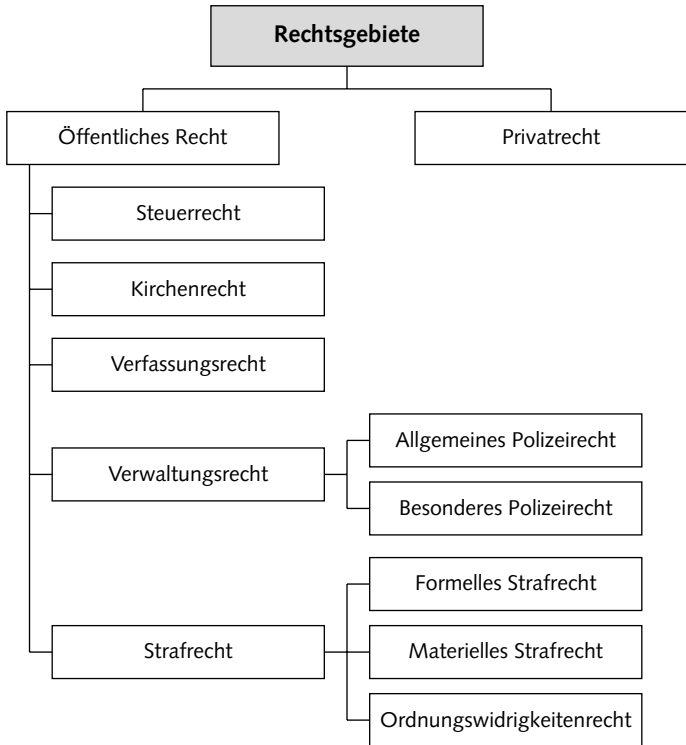 Rechtsgebiete
Öffentliches Recht
Privatrecht
Steuerrecht
Kirchenrecht
Verfassungsrecht
Verwaltungsrecht
Allgemeines Polizeirecht
Besonderes Polizeirecht
Strafrecht
Formelles Strafrecht
Materielles Strafrecht
Ordnungswidrigkeitenrecht